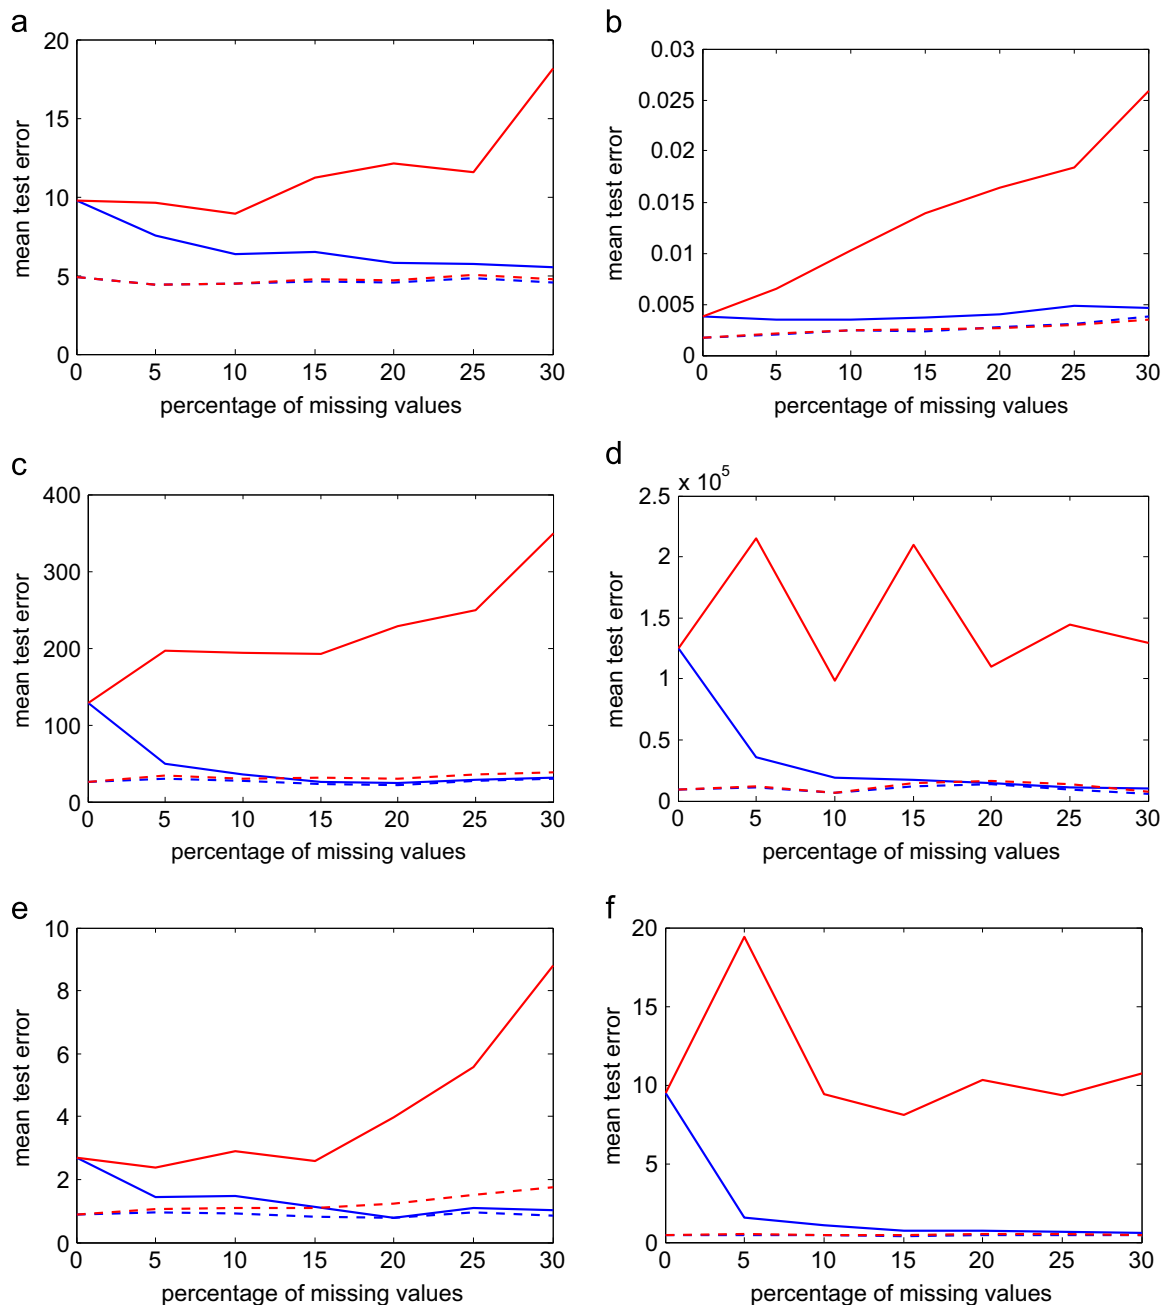 a
20
15
10
5
0
mean test error
0 5 10 15 20 25 30
percentage of missing values
b
0.03
0.025
0.02
0.015
0.01
0.005
0
mean test error
0 5 10 15 20 25 30
percentage of missing values
c
400
300
200
100
0
mean test error
0 5 10 15 20 25 30
percentage of missing values
d
x 10^5
2.5
2
1.5
1
0.5
0
mean test error
0 5 10 15 20 25 30
percentage of missing values
e
10
8
6
4
2
0
mean test error
0 5 10 15 20 25 30
percentage of missing values
f
20
15
10
5
0
mean test error
0 5 10 15 20 25 30
percentage of missing values